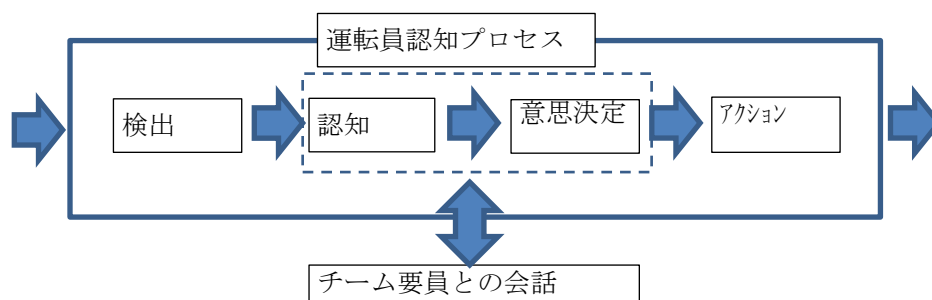 運転員認知プロセス
検出
認知
意思決定
ｱｸｼｮﾝ
チーム要員との会話